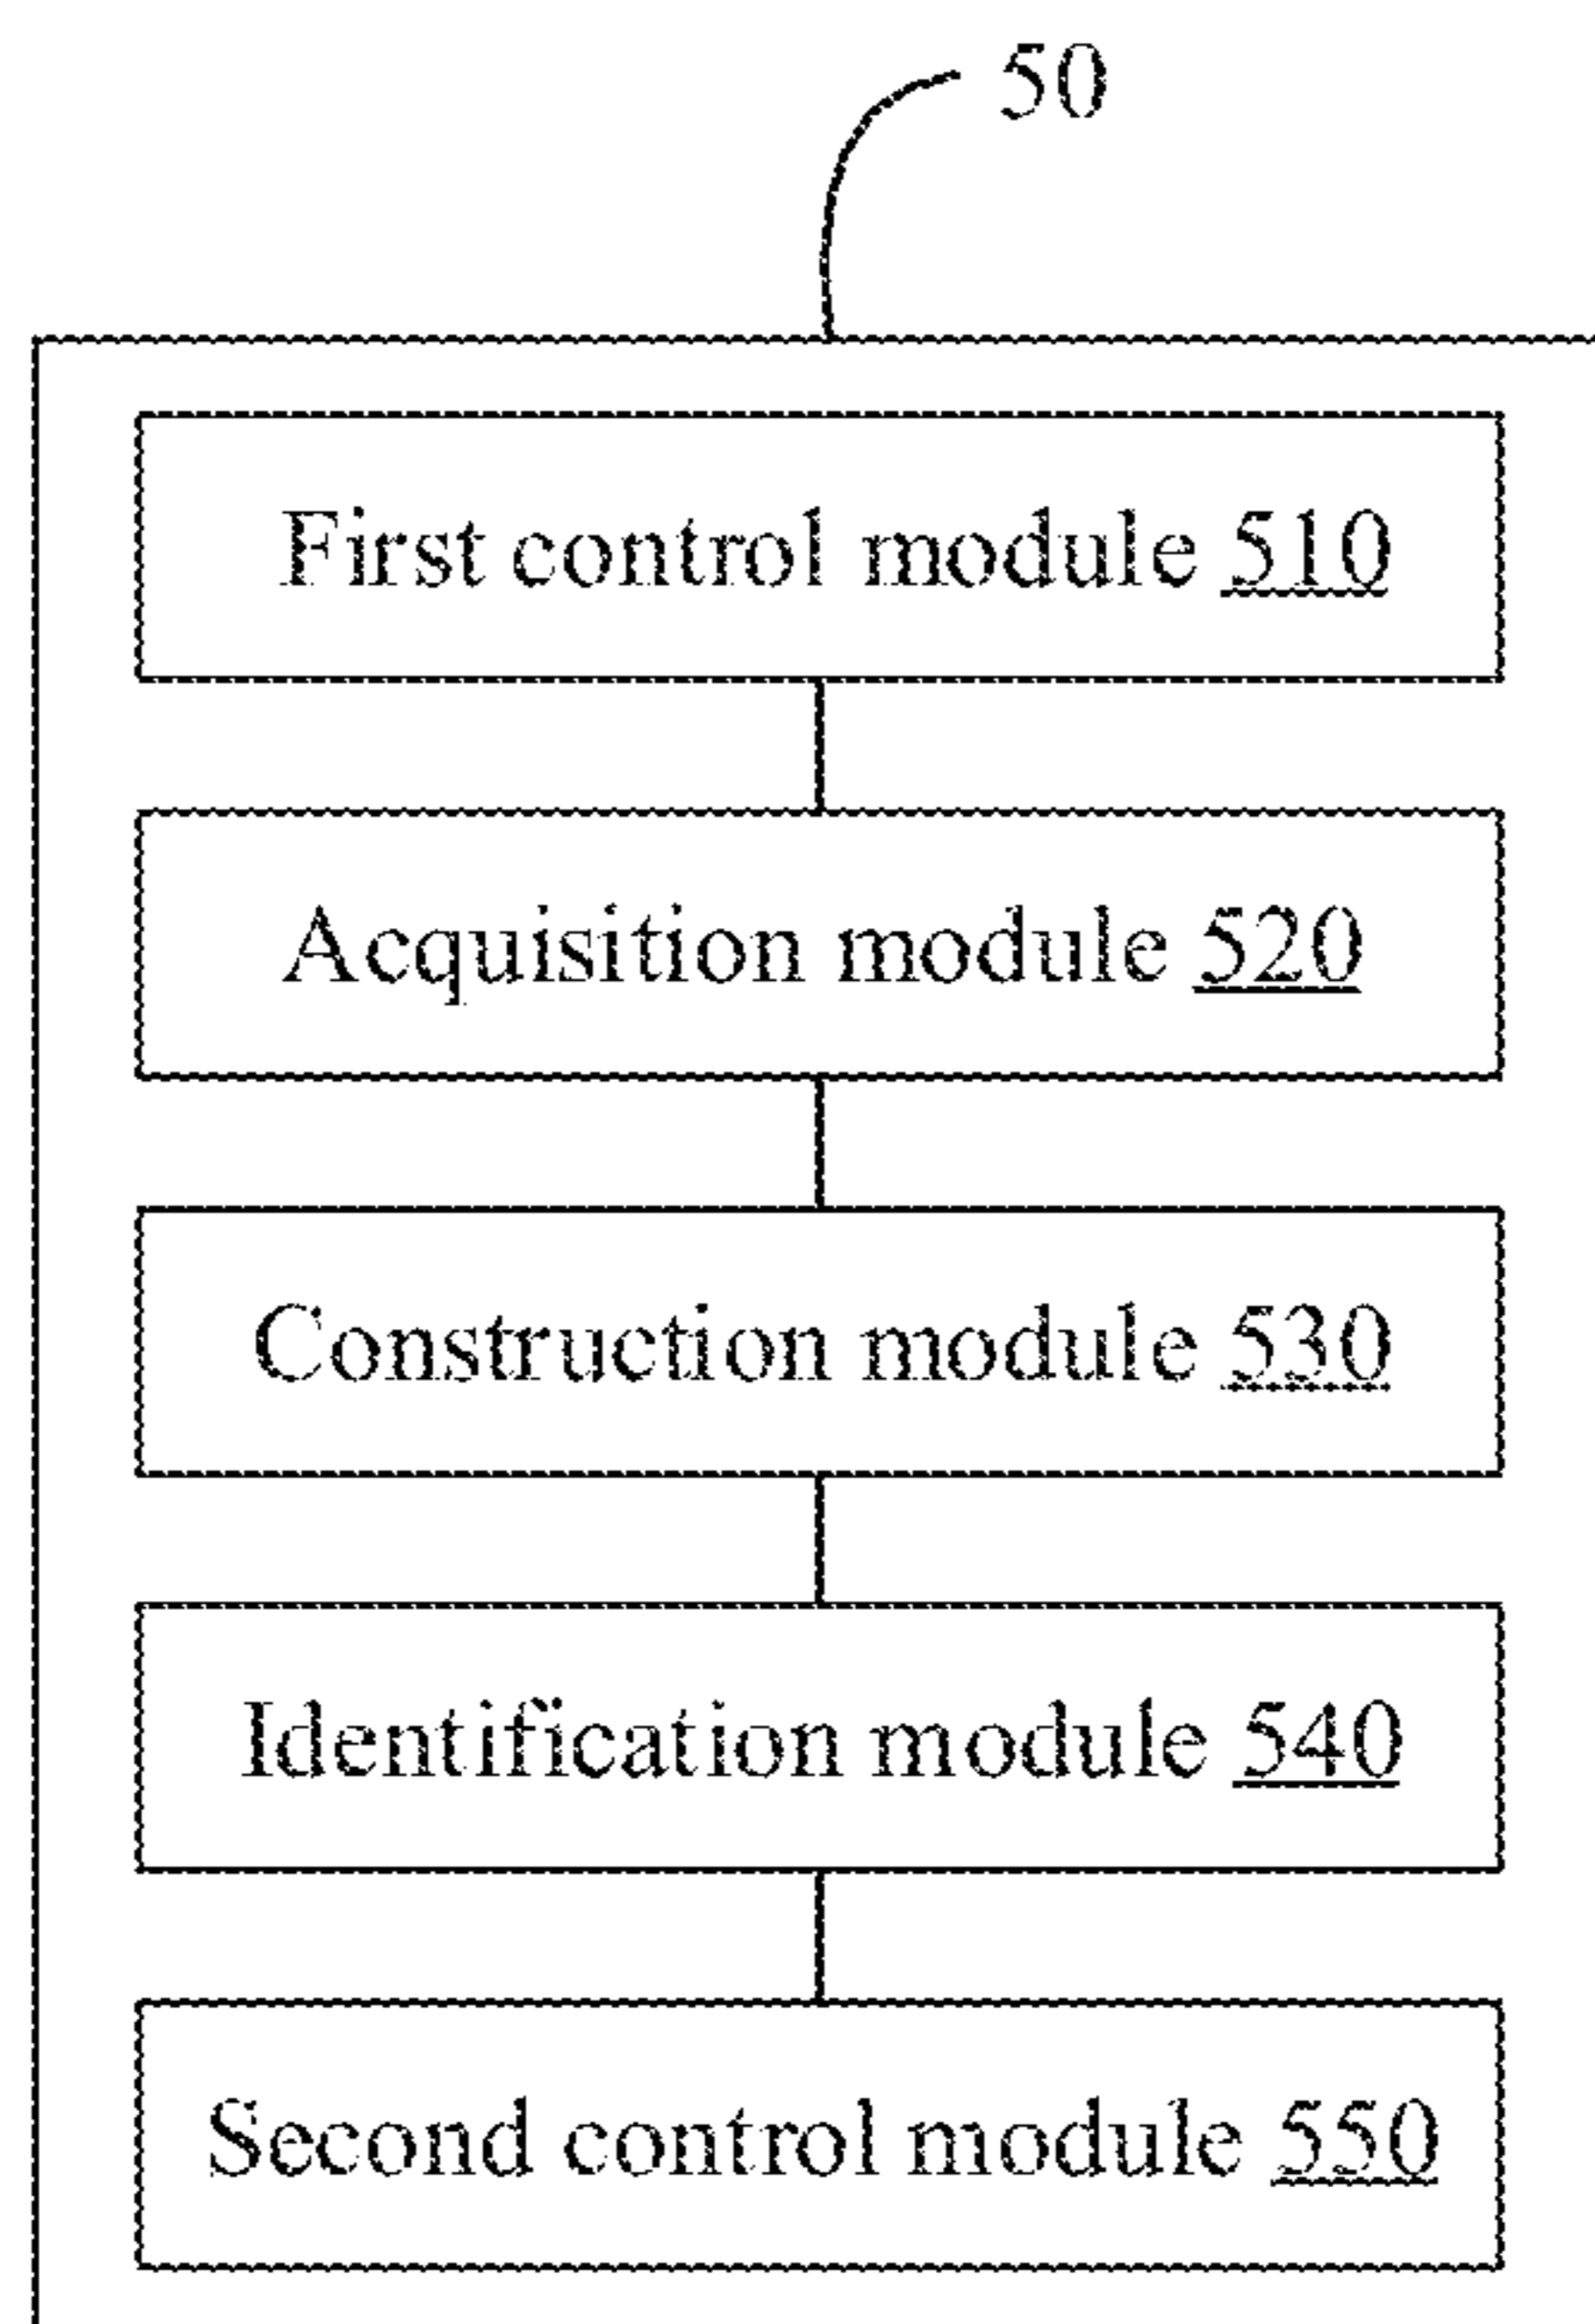 50
First control module 510
Acquisition module 520
Construction module 530
Identification module 540
Second control module 550